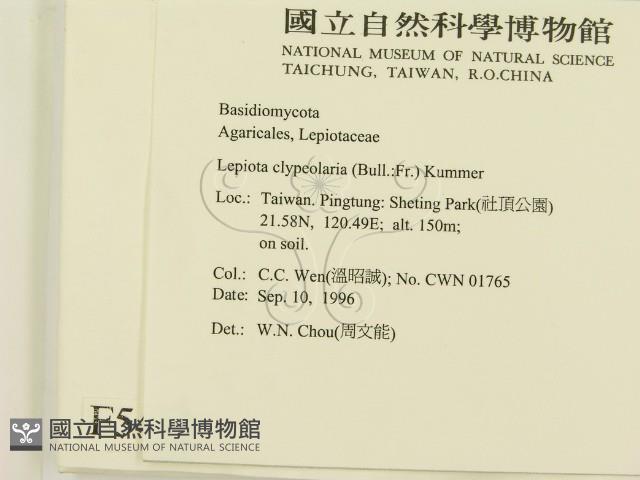 國立自然科學博物館
NATIONAL MUSEUM OF NATURAL SCIENCE
TAICHUNG, TAIWAN, R.O.CHINA
Basidiomycota
Agaricales, Lepiotaceae
Lepiota clypeolaria (Bull.:Fr.) Kummer
Loc.: Taiwan. Pingtung: Sheting Park(社頂公園)
21.58N, 120.49E; alt. 150m;
on soil.
Col.: C.C. Wen(溫昭誠); No. CWN 01765
Date: Sep. 10, 1996
Det.: W.N. Chou(周文能)
F5
國立自然科學博物館
NATIONAL MUSEUM OF NATURAL SCIENCE